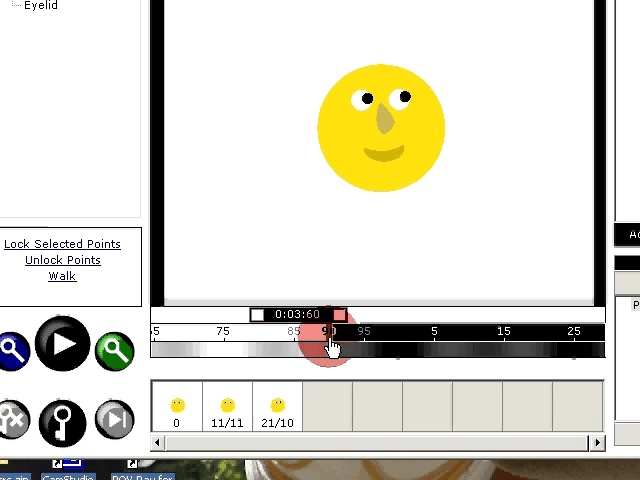 Eyelid
Lock Selected Points
Unlock Points
Walk
0:03:60
75 85 90 95 5 15 25
0 11/11 21/10
CamStudio POV-Ray for